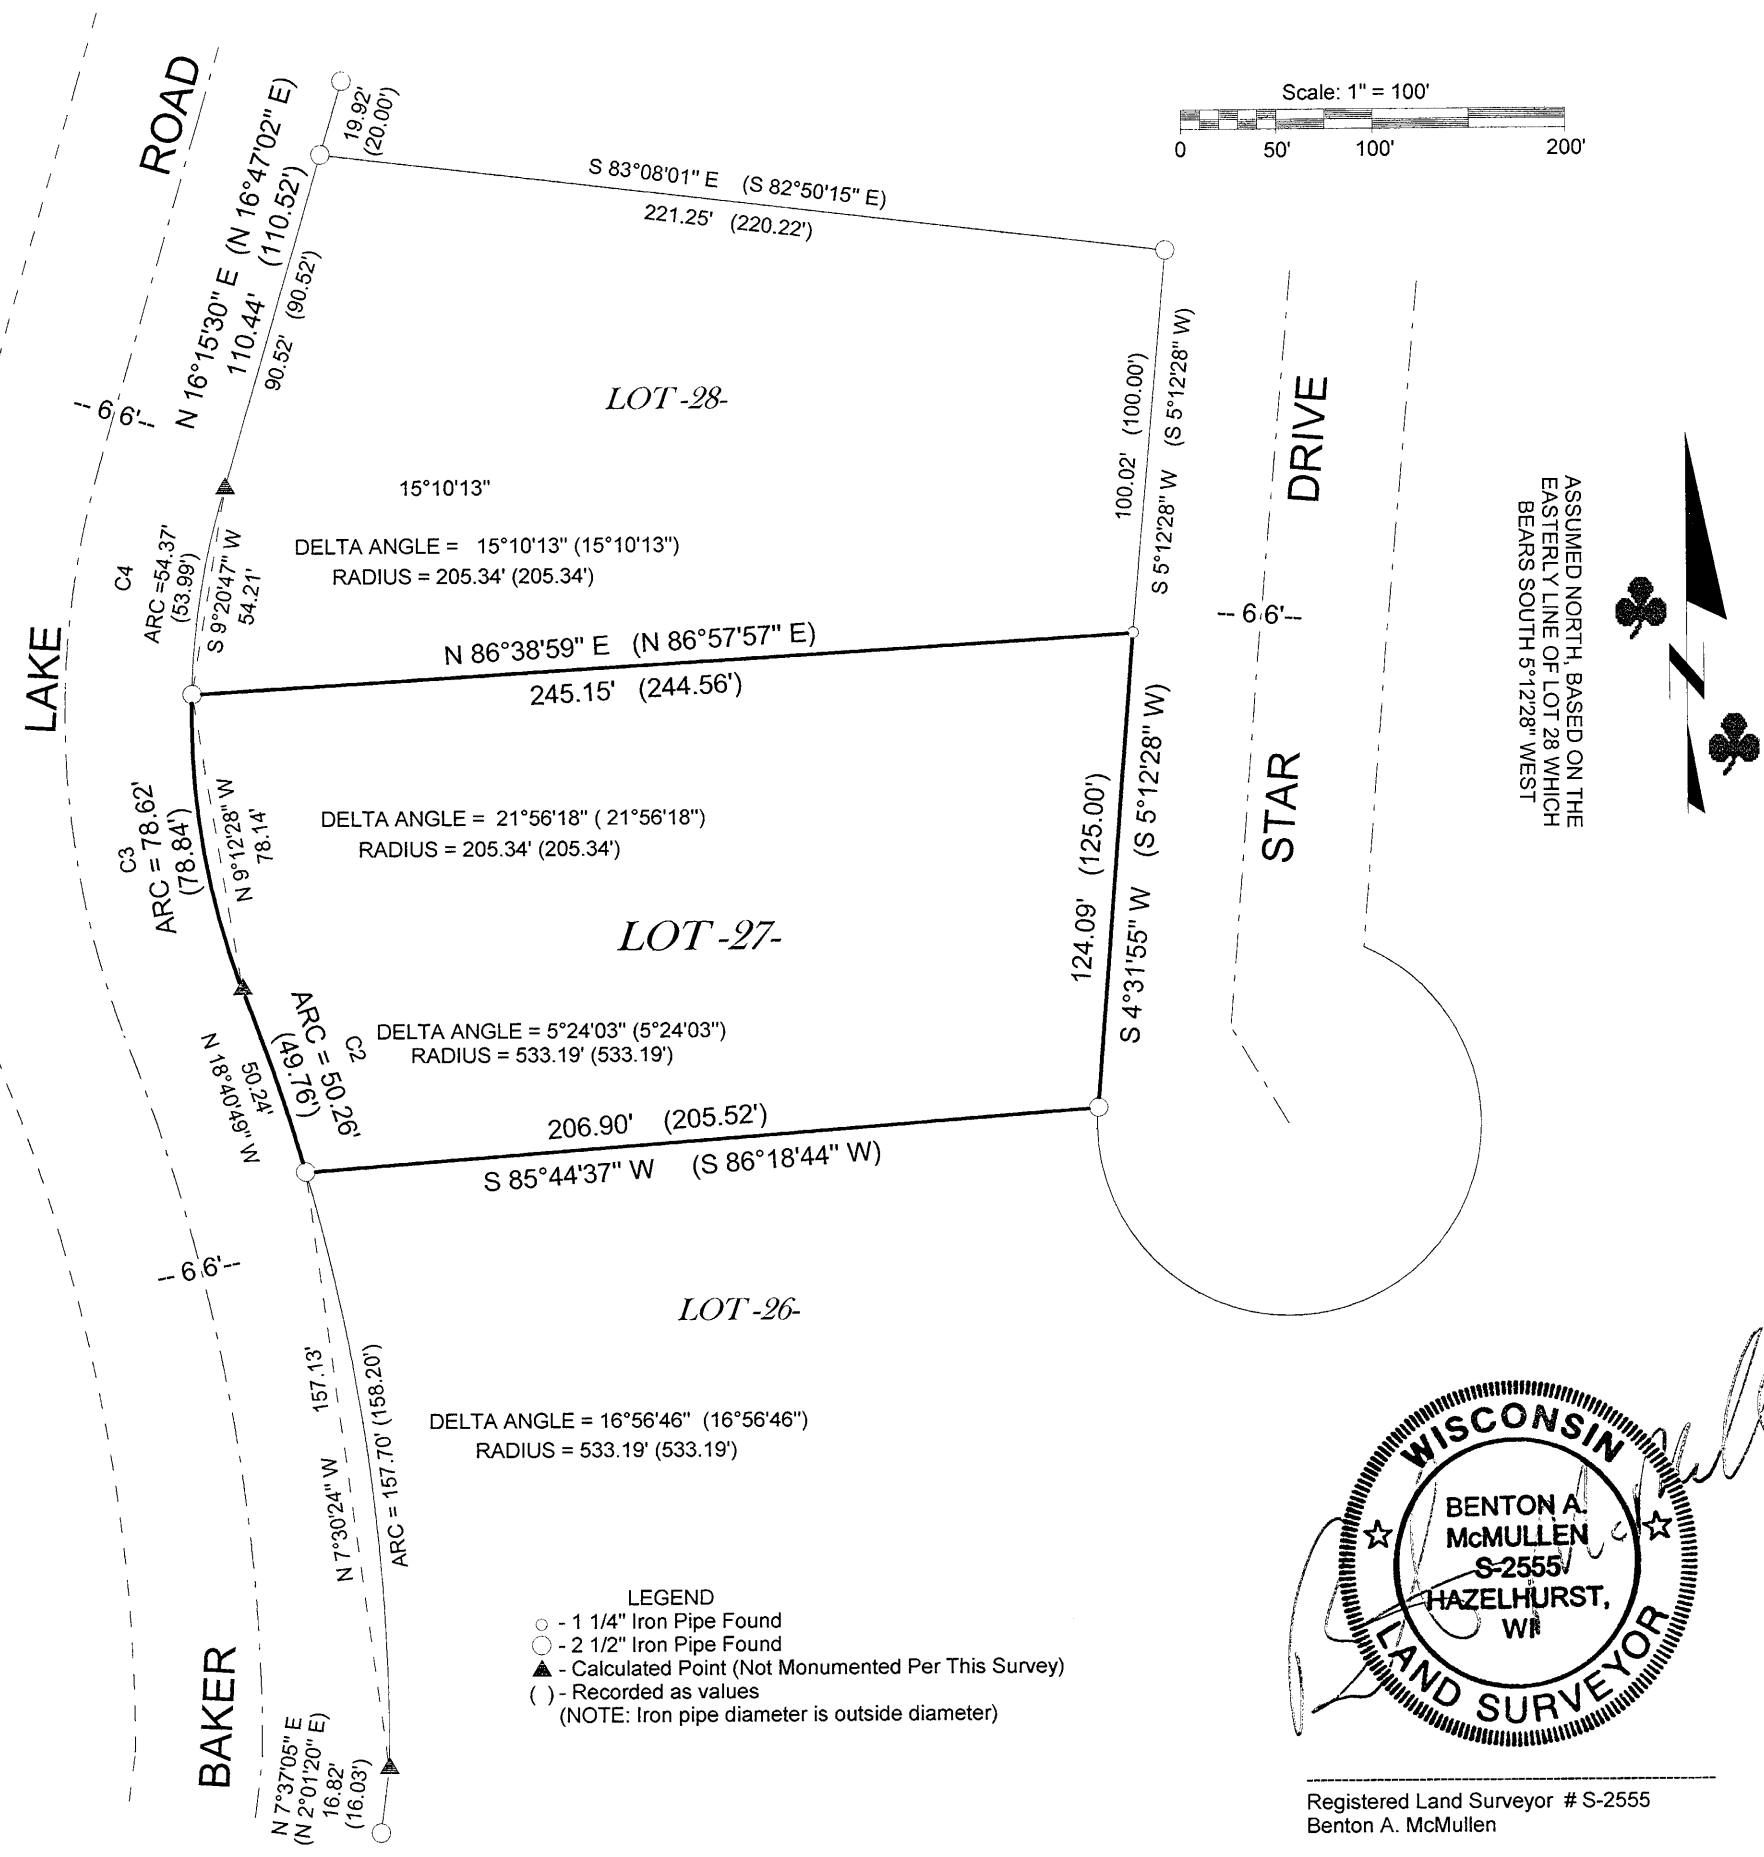 Scale: 1" = 100'
0 50' 100' 200'
ROAD
19.92'
(20.00')
N 16°15'30" E (N 16°47'02" E)
110.44' (110.52')
90.52' (90.52')
S 83°08'01" E (S 82°50'15" E)
221.25' (220.22')
-- 66'--
LOT -28-
100.02' (100.00')
S 5°12'28" W (S 5°12'28" W)
DRIVE
15°10'13"
DELTA ANGLE = 15°10'13" (15°10'13")
RADIUS = 205.34' (205.34')
C4
ARC =54.37'
(53.99')
S 9°20'47" W
54.21'
ASSUMED NORTH, BASED ON THE
EASTERLY LINE OF LOT 28 WHICH
BEARS SOUTH 5°12'28" WEST
-- 66'--
LAKE
N 86°38'59" E (N 86°57'57" E)
245.15' (244.56')
DELTA ANGLE = 21°56'18" ( 21°56'18")
RADIUS = 205.34' (205.34')
C3
ARC = 78.62'
(78.84')
N 9°12'28" W
78.14'
LOT -27-
124.09' (125.00')
S 4°31'55" W (S 5°12'28" W)
STAR
DELTA ANGLE = 5°24'03" (5°24'03")
RADIUS = 533.19' (533.19')
C2
ARC = 50.26'
(49.76')
50.24'
N 18°40'49" W
206.90' (205.52')
S 85°44'37" W (S 86°18'44" W)
-- 66'--
LOT -26-
DELTA ANGLE = 16°56'46" (16°56'46")
RADIUS = 533.19' (533.19')
N 7°30'24" W 157.13'
ARC = 157.70' (158.20')
BAKER
N 7°37'05" E
(N 2°01'20" E)
16.82'
(16.03')
LEGEND
- 1 1/4" Iron Pipe Found
- 2 1/2" Iron Pipe Found
- Calculated Point (Not Monumented Per This Survey)
( ) - Recorded as values
(NOTE: Iron pipe diameter is outside diameter)
WISCONSIN
BENTON A.
McMULLEN
S-2555
HAZELHURST,
WI
LAND SURVEYOR
Registered Land Surveyor # S-2555
Benton A. McMullen